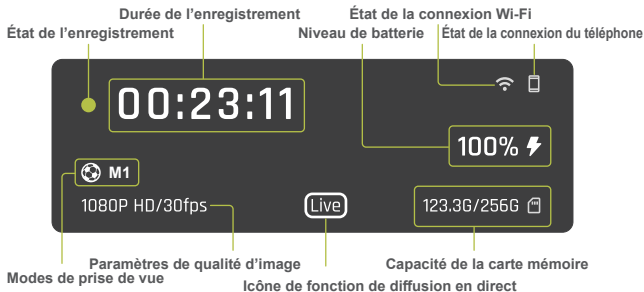 Durée de l’enregistrement
État de la connexion Wi-Fi
État de l’enregistrement
Niveau de batterie
État de la connexion du téléphone
00:23:11
100%
M1
1080P HD/30fps
Live
123.3G/256G
Paramètres de qualité d’image
Capacité de la carte mémoire
Modes de prise de vue
Icône de fonction de diffusion en direct